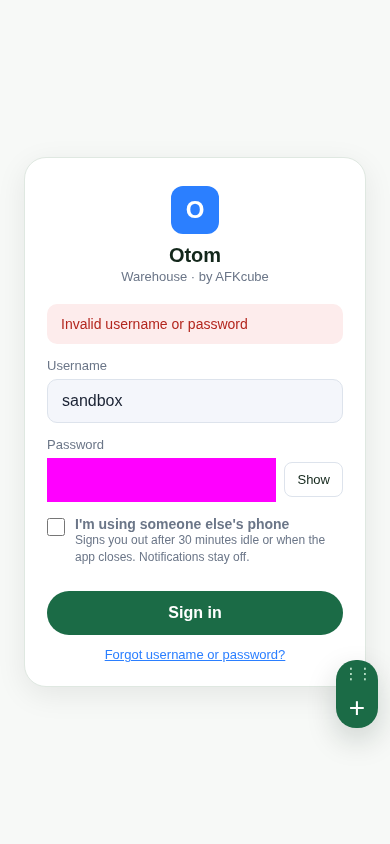 O
Otom
Warehouse · by AFKcube
Invalid username or password
Username
sandbox
Password
Show
I'm using someone else's phone
Signs you out after 30 minutes idle or when the
app closes. Notifications stay off.
Sign in
Forgot username or password?
+